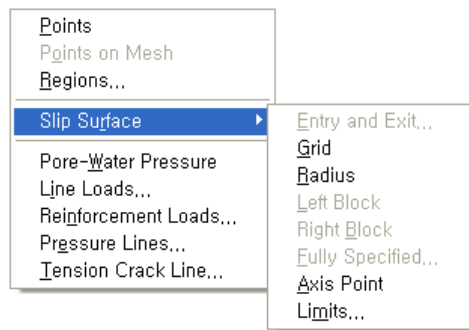 Points
Points on Mesh
Regions...
Slip Surface
Pore-Water Pressure
Line Loads...
Reinforcement Loads...
Pressure Lines...
Tension Crack Line...
Entry and Exit...
Grid
Radius
Left Block
Right Block
Fully Specified...
Axis Point
Limits...